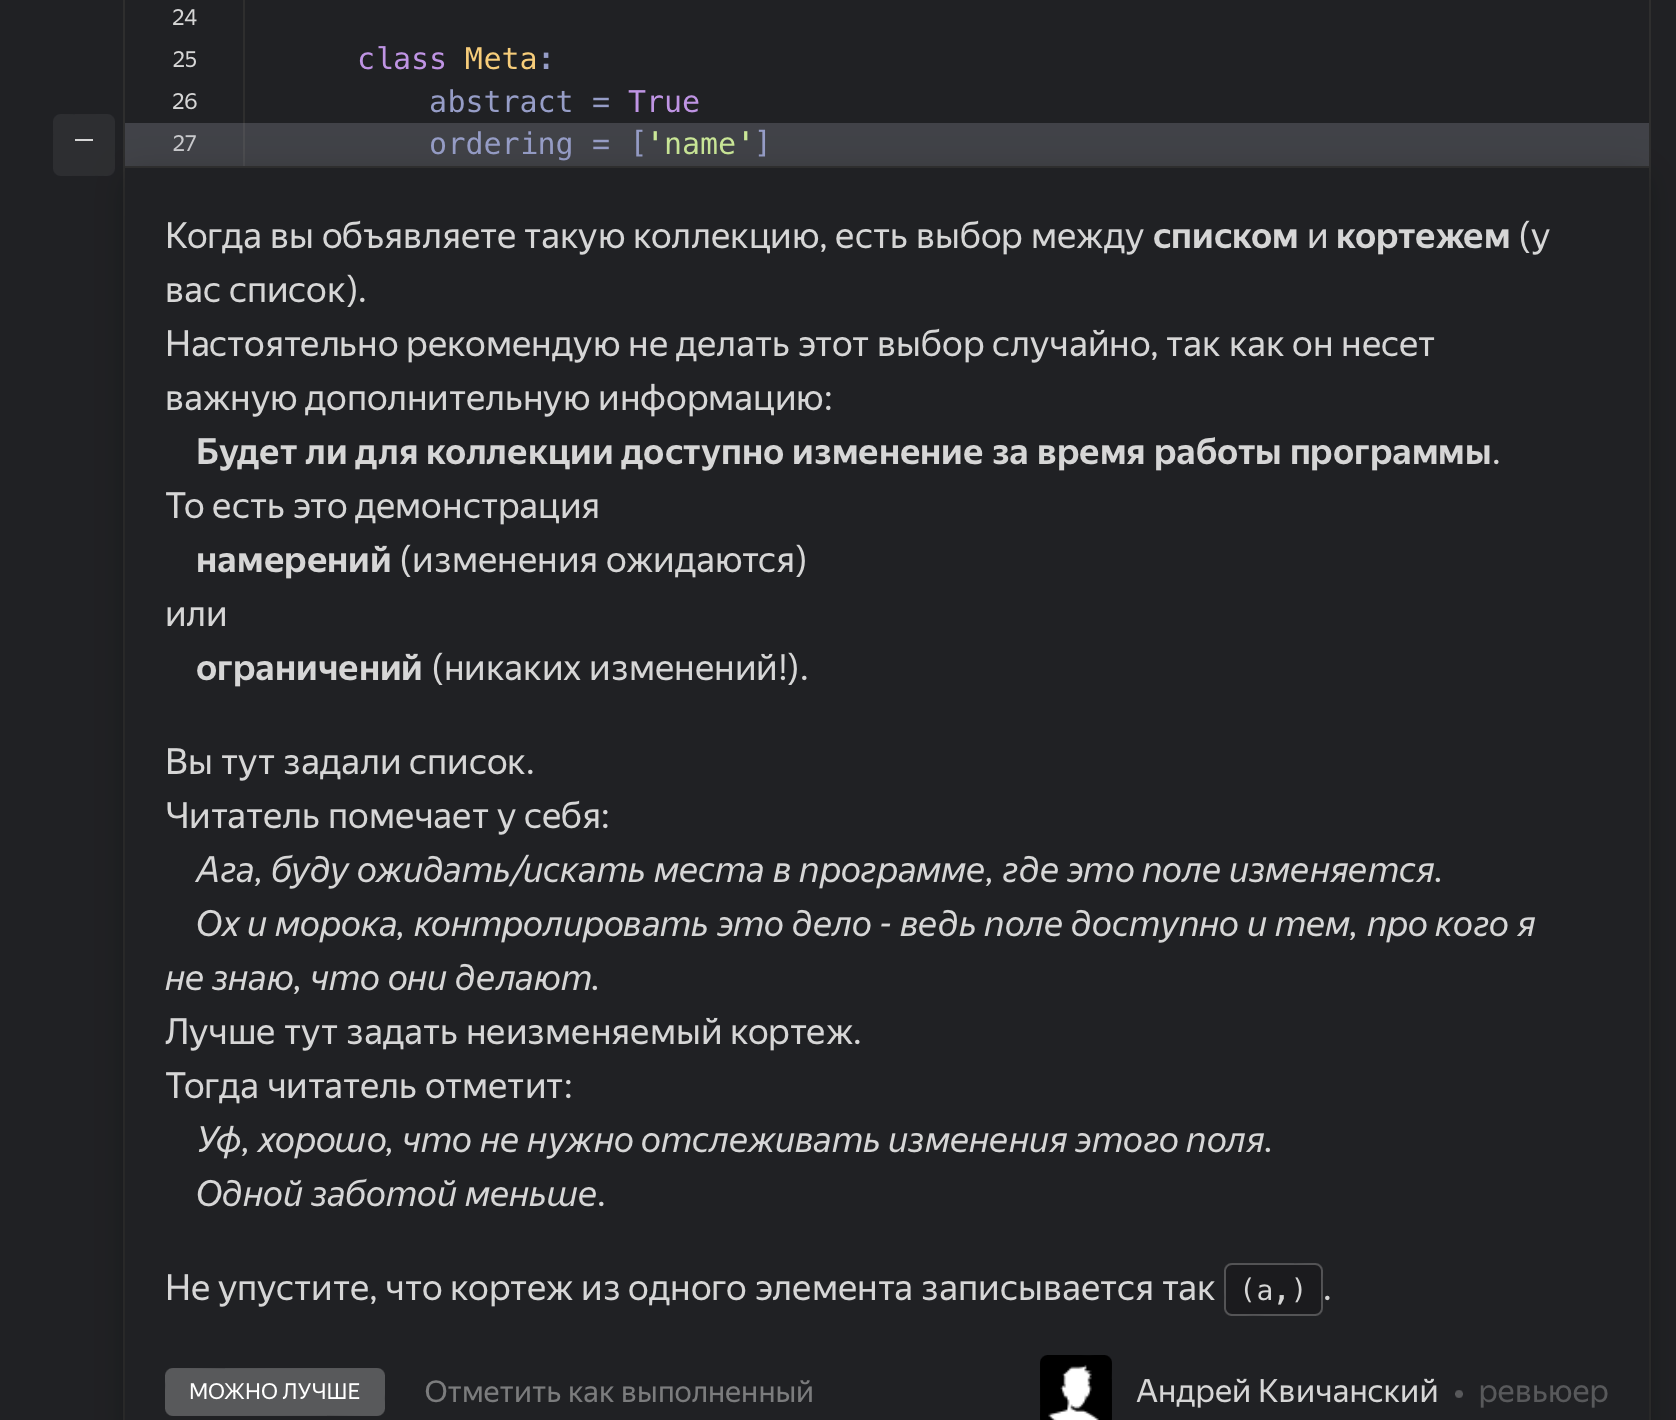 24
25 class Meta:
26 abstract = True
27 ordering = ['name']
Когда вы объявляете такую коллекцию, есть выбор между списком и кортежем (у
вас список).
Настоятельно рекомендую не делать этот выбор случайно, так как он несет
важную дополнительную информацию:
Будет ли для коллекции доступно изменение за время работы программы.
То есть это демонстрация
намерений (изменения ожидаются)
или
ограничений (никаких изменений!).
Вы тут задали список.
Читатель помечает у себя:
Ага, буду ожидать/искать места в программе, где это поле изменяется.
Ох и морока, контролировать это дело - ведь поле доступно и тем, про кого я
не знаю, что они делают.
Лучше тут задать неизменяемый кортеж.
Тогда читатель отметит:
Уф, хорошо, что не нужно отслеживать изменения этого поля.
Одной заботой меньше.
Не упустите, что кортеж из одного элемента записывается так (a,).
МОЖНО ЛУЧШЕ Отметить как выполненный Андрей Квичанский • ревьюер